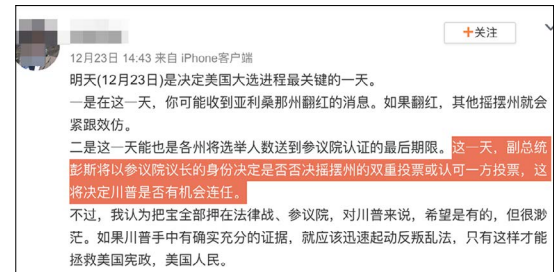 +关注
12月23日 14:43 来自 iPhone客户端
明天(12月23日)是决定美国大选进程最关键的一天。
一是在这一天，你可能收到亚利桑那州翻红的消息。如果翻红，其他摇摆州就会
紧跟效仿。
二是这一天能也是各州将选举人数送到参议院认证的最后期限。这一天，副总统
彭斯将以参议院议长的身份决定是否否决摇摆州的双重投票或认可一方投票，这
将决定川普是否有机会连任。
不过，我认为把宝全部押在法律战、参议院，对川普来说，希望是有的，但很渺
茫。如果川普手中有确实充分的证据，就应该迅速起动反叛乱法，只有这样才能
拯救美国宪政，美国人民。